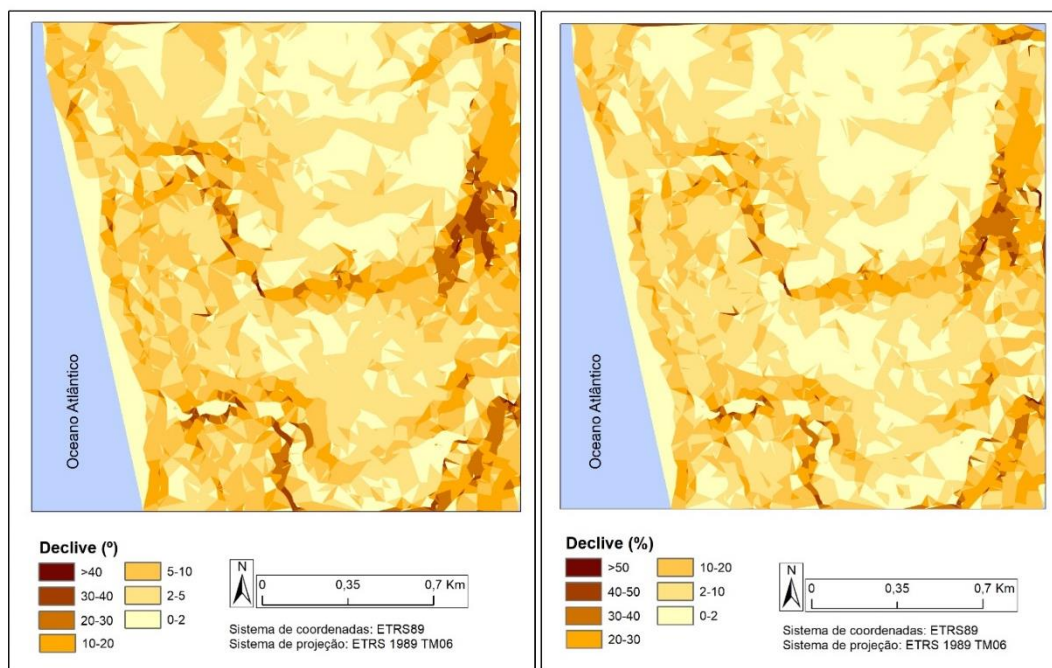 Oceano Atlântico
Declive (º)
>40
30-40
20-30
10-20
5-10
2-5
0-2
N
0 0,35 0,7 Km
Sistema de coordenadas: ETRS89
Sistema de projeção: ETRS 1989 TM06
Oceano Atlântico
Declive (%)
>50
40-50
30-40
20-30
10-20
2-10
0-2
N
0 0,35 0,7 Km
Sistema de coordenadas: ETRS89
Sistema de projeção: ETRS 1989 TM06